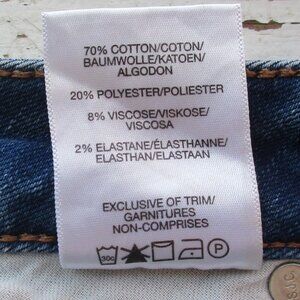 70% COTTON/COTON/
BAUMWOLLE/KATOEN/
ALGODON
20% POLYESTER/POLIESTER
8% VISCOSE/VISKOSE/
VISCOSA
2% ELASTANE/ÉLASTHANNE/
ELASTHAN/ELASTAAN
EXCLUSIVE OF TRIM/
GARNITURES
NON-COMPRISES
30C
P